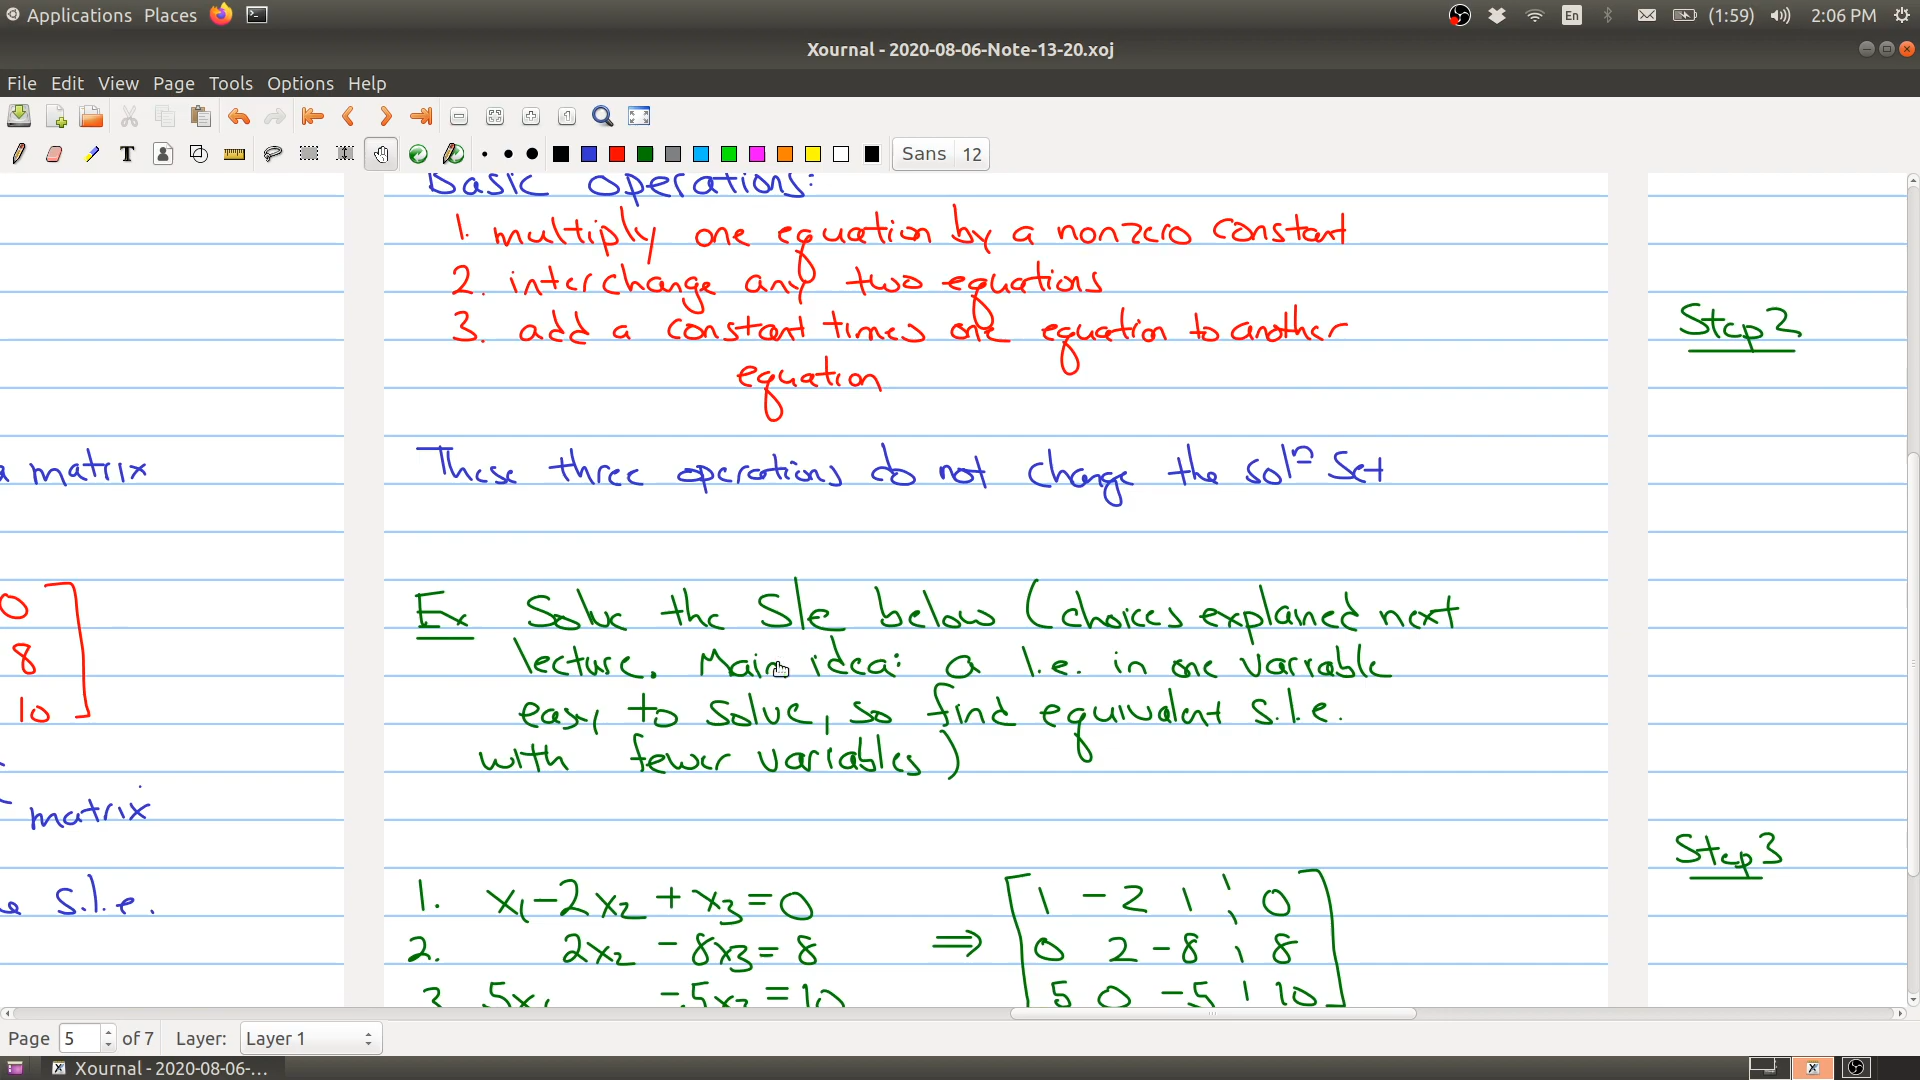 Applications Places En (1:59) 2:06 PM
Xournal - 2020-08-06-Note-13-20.xoj
File Edit View Page Tools Options Help
Sans 12
Basic Operations:
1. multiply one equation by a nonzero constant
2. interchange any two equations
3. add a constant times one equation to another
equation
These three operations do not change the solⁿ set
Ex Solve the Sle below (choices explained next
lecture. Main idea: a l.e. in one variable
easy to solve, so find equivalent s.l.e.
with fewer variables)
1. x₁-2x₂ + x₃=0 ⇒ [ 1 -2 1 ¦ 0 ]
2. 2x₂ - 8x₃= 8 0 2 -8 ¦ 8
3. 5x₁ -5x₃ = 10 5 0 -5 ¦ 10
a matrix
0
8
10
matrix
s.l.e.
Step 2
Step 3
Page 5 of 7 Layer: Layer 1
Xournal - 2020-08-06-...